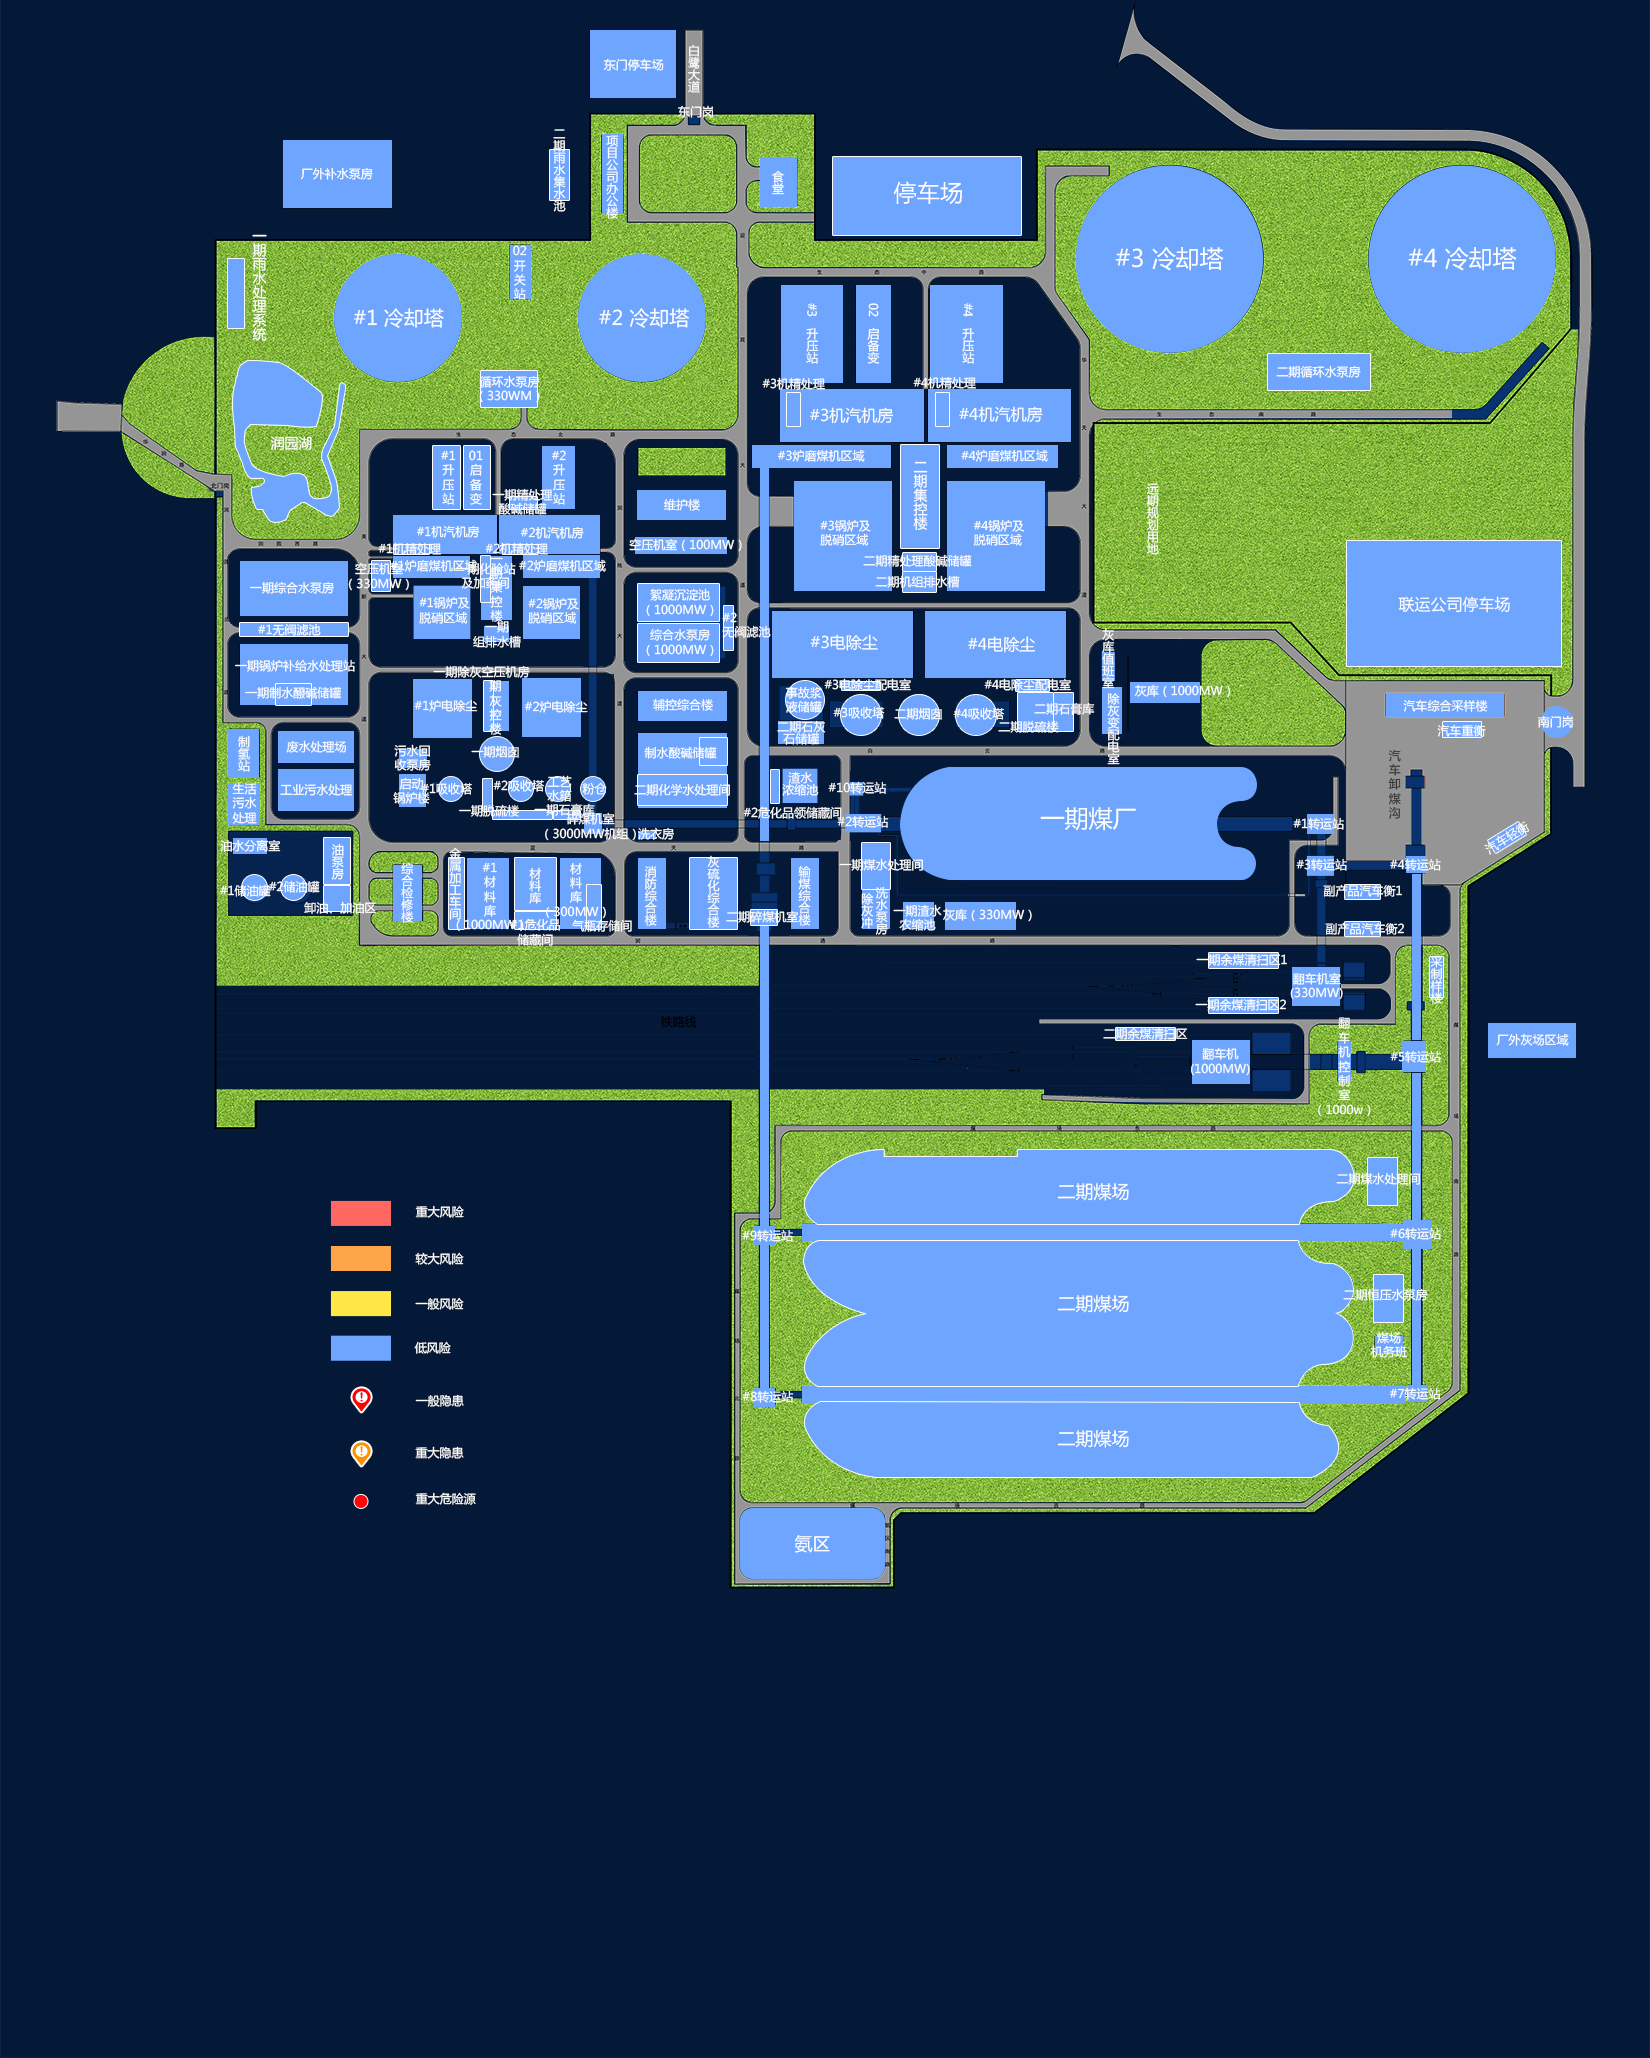 东门停车场
白鹭大道
东门岗
厂外补水泵房
二期雨水集水池
项目公司办公楼
食堂
停车场
一期雨水处理系统
02开关站
#1 冷却塔
#2 冷却塔
#3 冷却塔
#4 冷却塔
#3 升压站
02 启备变
#4 升压站
循环水泵房
（330WM）
二期循环水泵房
#3机精处理
#4机精处理
#3机汽机房
#4机汽机房
润园湖
北门岗
#1升压站
01启备变
#2升压站
#3炉磨煤机区域
二期集控楼
#4炉磨煤机区域
一期精处理
酸碱储罐
维护楼
远期规划用地
#1机汽机房
#2机汽机房
#3锅炉及
脱硝区域
#4锅炉及
脱硝区域
#1机精处理
#2机精处理
空压机室（100MW）
空压机室
（330MW）
#1炉磨煤机区域
#2炉磨煤机区域
二期精处理酸碱储罐
二期机组排水槽
一期综合水泵房
#1锅炉及
脱硝区域
#2锅炉及
脱硝区域
絮凝沉淀池
（1000MW）
联运公司停车场
#1无阀滤池
组排水槽
综合水泵房
（1000MW）
#2
无阀滤池
#3电除尘
#4电除尘
灰库值班室
一期锅炉补给水处理站
一期制水酸碱储罐
一期除灰空压机房
#1炉电除尘
#2炉电除尘
辅控综合楼
事故浆
液储罐
#3电除尘配电室
#4电除尘配电室
除灰变配电室
灰库（1000MW）
#3吸收塔
二期烟囱
#4吸收塔
二期石膏库
二期脱硫楼
二期石灰
石储罐
汽车综合采样楼
汽车重衡
南门岗
制氢站
废水处理场
污水回
收泵房
一期烟囱
制水酸碱储罐
汽车卸煤沟
生活
污水
处理
工业污水处理
启动
锅炉楼
#1吸收塔
#2吸收塔
工艺
水箱
粉仓
二期化学水处理间
渣水
浓缩池
#10转运站
一期煤厂
一期脱硫楼
一期石膏库
碎煤机室
（3000MW机组）洗衣房
#2危化品领储藏间
#2转运站
#1转运站
汽车轻衡
油水分离室
油泵房
#1储油罐
#2储油罐
卸油、加油区
综合检修楼
金属加工车间
#1材料库
（1000MW）
材料库
材料库
（300MW）
#1危化品
储藏间
气瓶存储间
消防综合楼
灰硫化综合楼
二期碎煤机室
输煤综合楼
一期煤水处理间
除灰冲
洗水泵房
一期渣水
浓缩池
灰库（330MW）
#3转运站
#4转运站
副产品汽车衡1
副产品汽车衡2
一期余煤清扫区1
一期余煤清扫区2
翻车机室
(330MW)
采制样楼
铁路线
二期余煤清扫区
翻车机
(1000MW)
翻车机控制室
（1000w）
#5转运站
厂外灰场区域
二期煤场
二期煤水处理间
#9转运站
#6转运站
二期煤场
二期恒压水泵房
煤场
机务班
#8转运站
#7转运站
二期煤场
氨区
重大风险
较大风险
一般风险
低风险
一般隐患
重大隐患
重大危险源